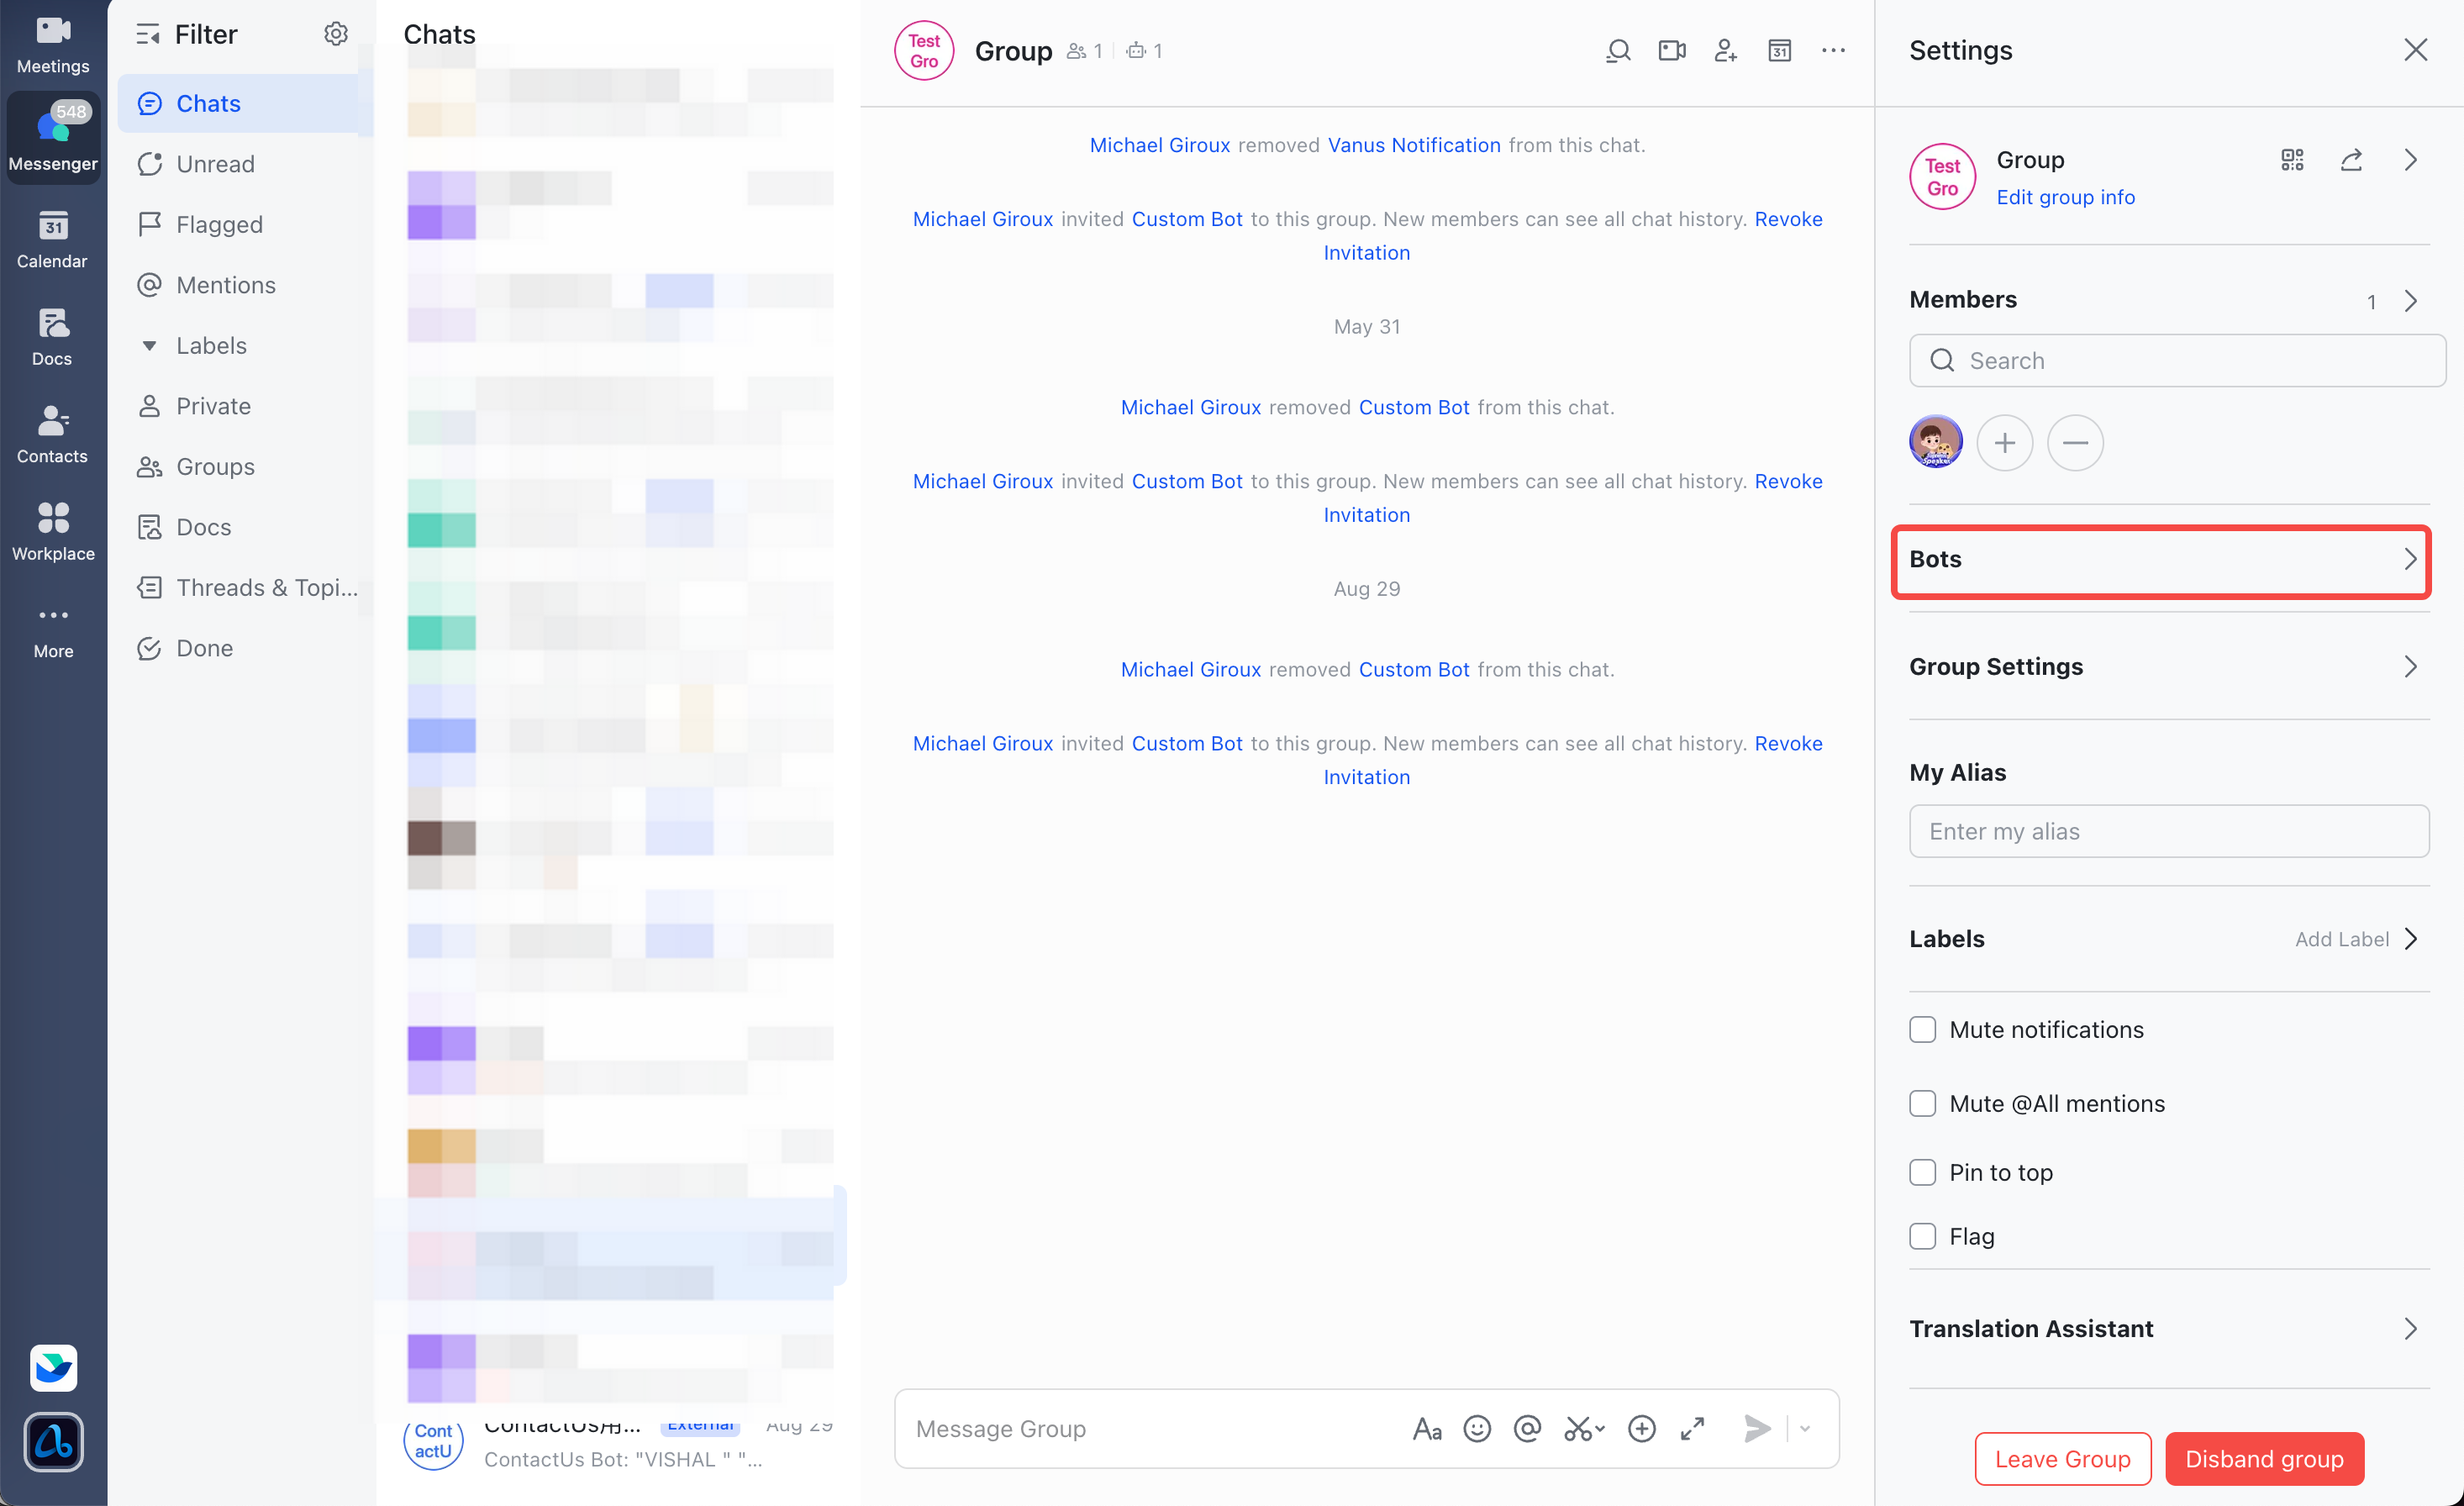 Meetings
548
Messenger
31
Calendar
Docs
Contacts
Workplace
More
Filter
Chats
Unread
Flagged
Mentions
Labels
Private
Groups
Docs
Threads & Topi...
Done
Chats
Cont
actU
ContactUs用... External Aug 29
ContactUs Bot: "VISHAL " "...
Test
Gro
Group 1 1
31
Michael Giroux removed Vanus Notification from this chat.
Michael Giroux invited Custom Bot to this group. New members can see all chat history. Revoke
Invitation
May 31
Michael Giroux removed Custom Bot from this chat.
Michael Giroux invited Custom Bot to this group. New members can see all chat history. Revoke
Invitation
Aug 29
Michael Giroux removed Custom Bot from this chat.
Michael Giroux invited Custom Bot to this group. New members can see all chat history. Revoke
Invitation
Message Group
Aa
Settings
Test
Gro
Group
Edit group info
Members 1
Search
Bots
Group Settings
My Alias
Enter my alias
Labels Add Label
Mute notifications
Mute @All mentions
Pin to top
Flag
Translation Assistant
Leave Group Disband group